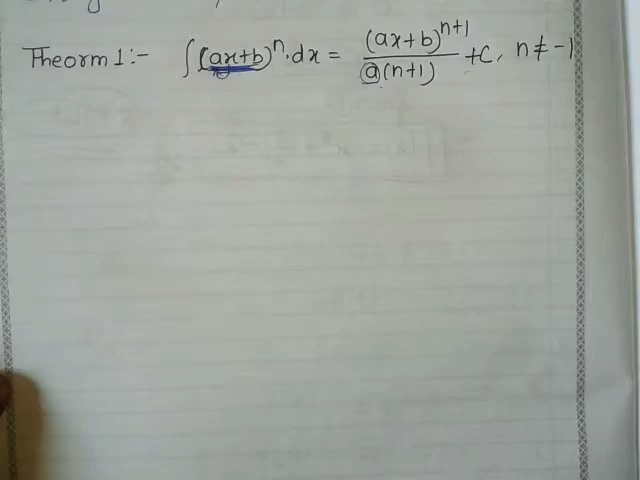 Theorm 1:- ∫(ax+b)^n · dx = (ax+b)^(n+1) / a(n+1) + C, n ≠ -1